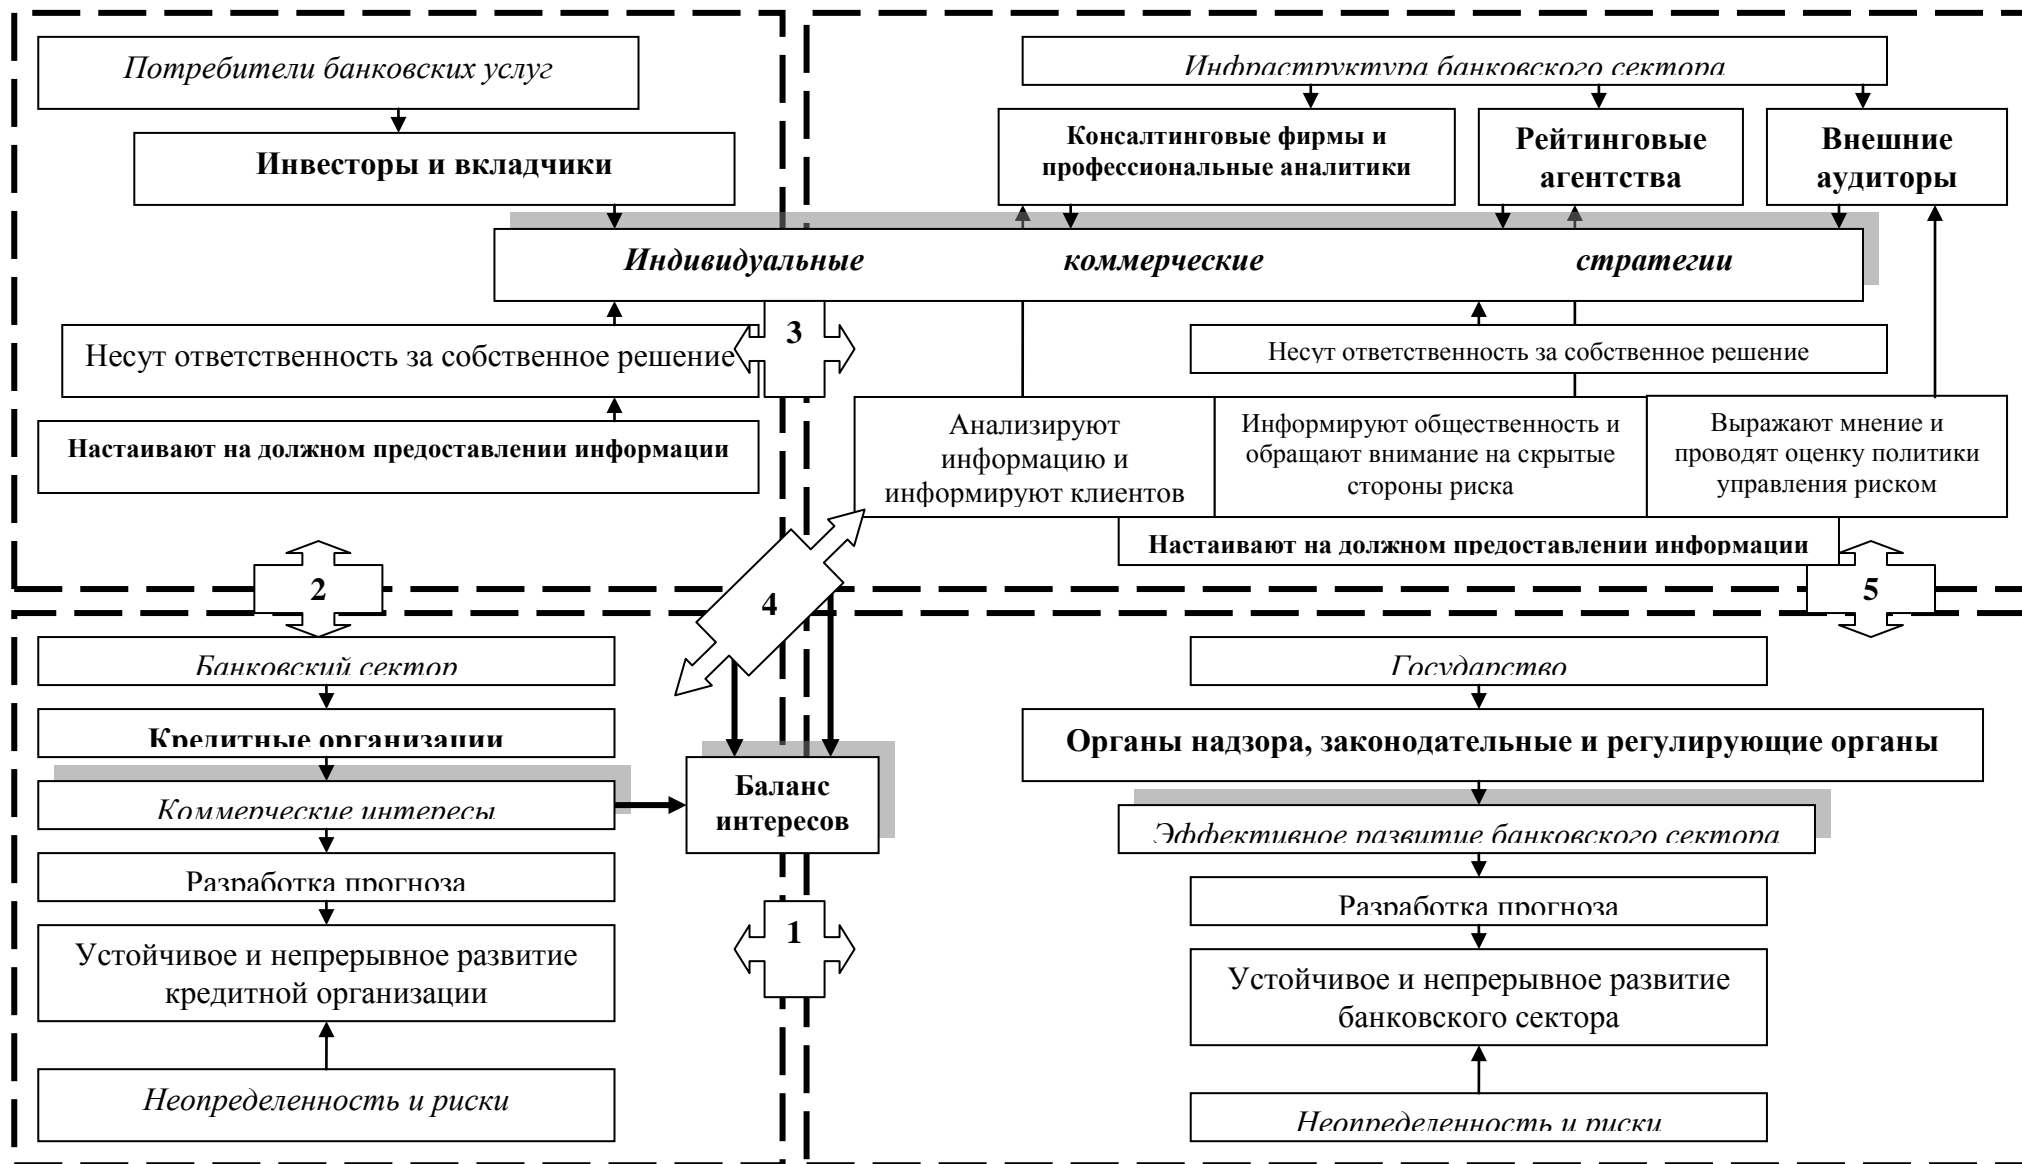 Потребители банковских услуг
Инвесторы и вкладчики
Инфраструктура банковского сектора
Консалтинговые фирмы и
профессиональные аналитики
Рейтинговые
агентства
Внешние
аудиторы
Индивидуальные коммерческие стратегии
Несут ответственность за собственное решение
3
Несут ответственность за собственное решение
Настаивают на должном предоставлении информации
Анализируют
информацию и
информируют клиентов
Информируют общественность и
обращают внимание на скрытые
стороны риска
Выражают мнение и
проводят оценку политики
управления риском
Настаивают на должном предоставлении информации
2
4
5
Банковский сектор
Кредитные организации
Коммерческие интересы
Разработка прогноза
Устойчивое и непрерывное развитие
кредитной организации
Неопределенность и риски
Баланс
интересов
1
Государство
Органы надзора, законодательные и регулирующие органы
Эффективное развитие банковского сектора
Разработка прогноза
Устойчивое и непрерывное развитие
банковского сектора
Неопределенность и риски